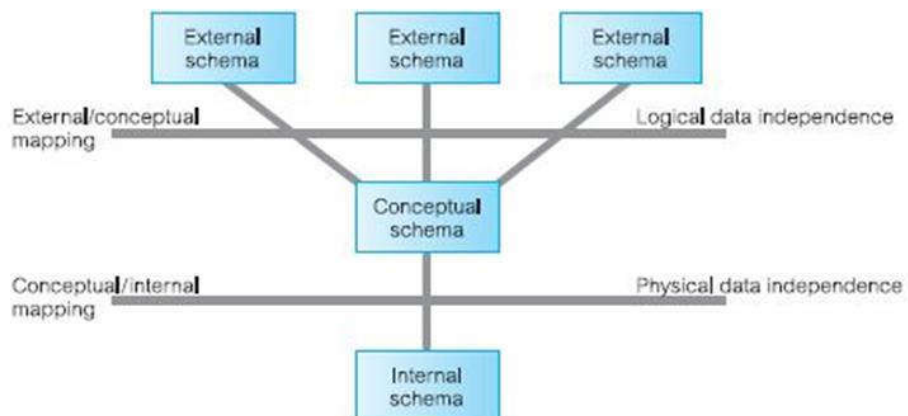 External
schema
External
schema
External
schema
External/conceptual
mapping
Logical data independence
Conceptual
schema
Conceptual/internal
mapping
Physical data independence
Internal
schema